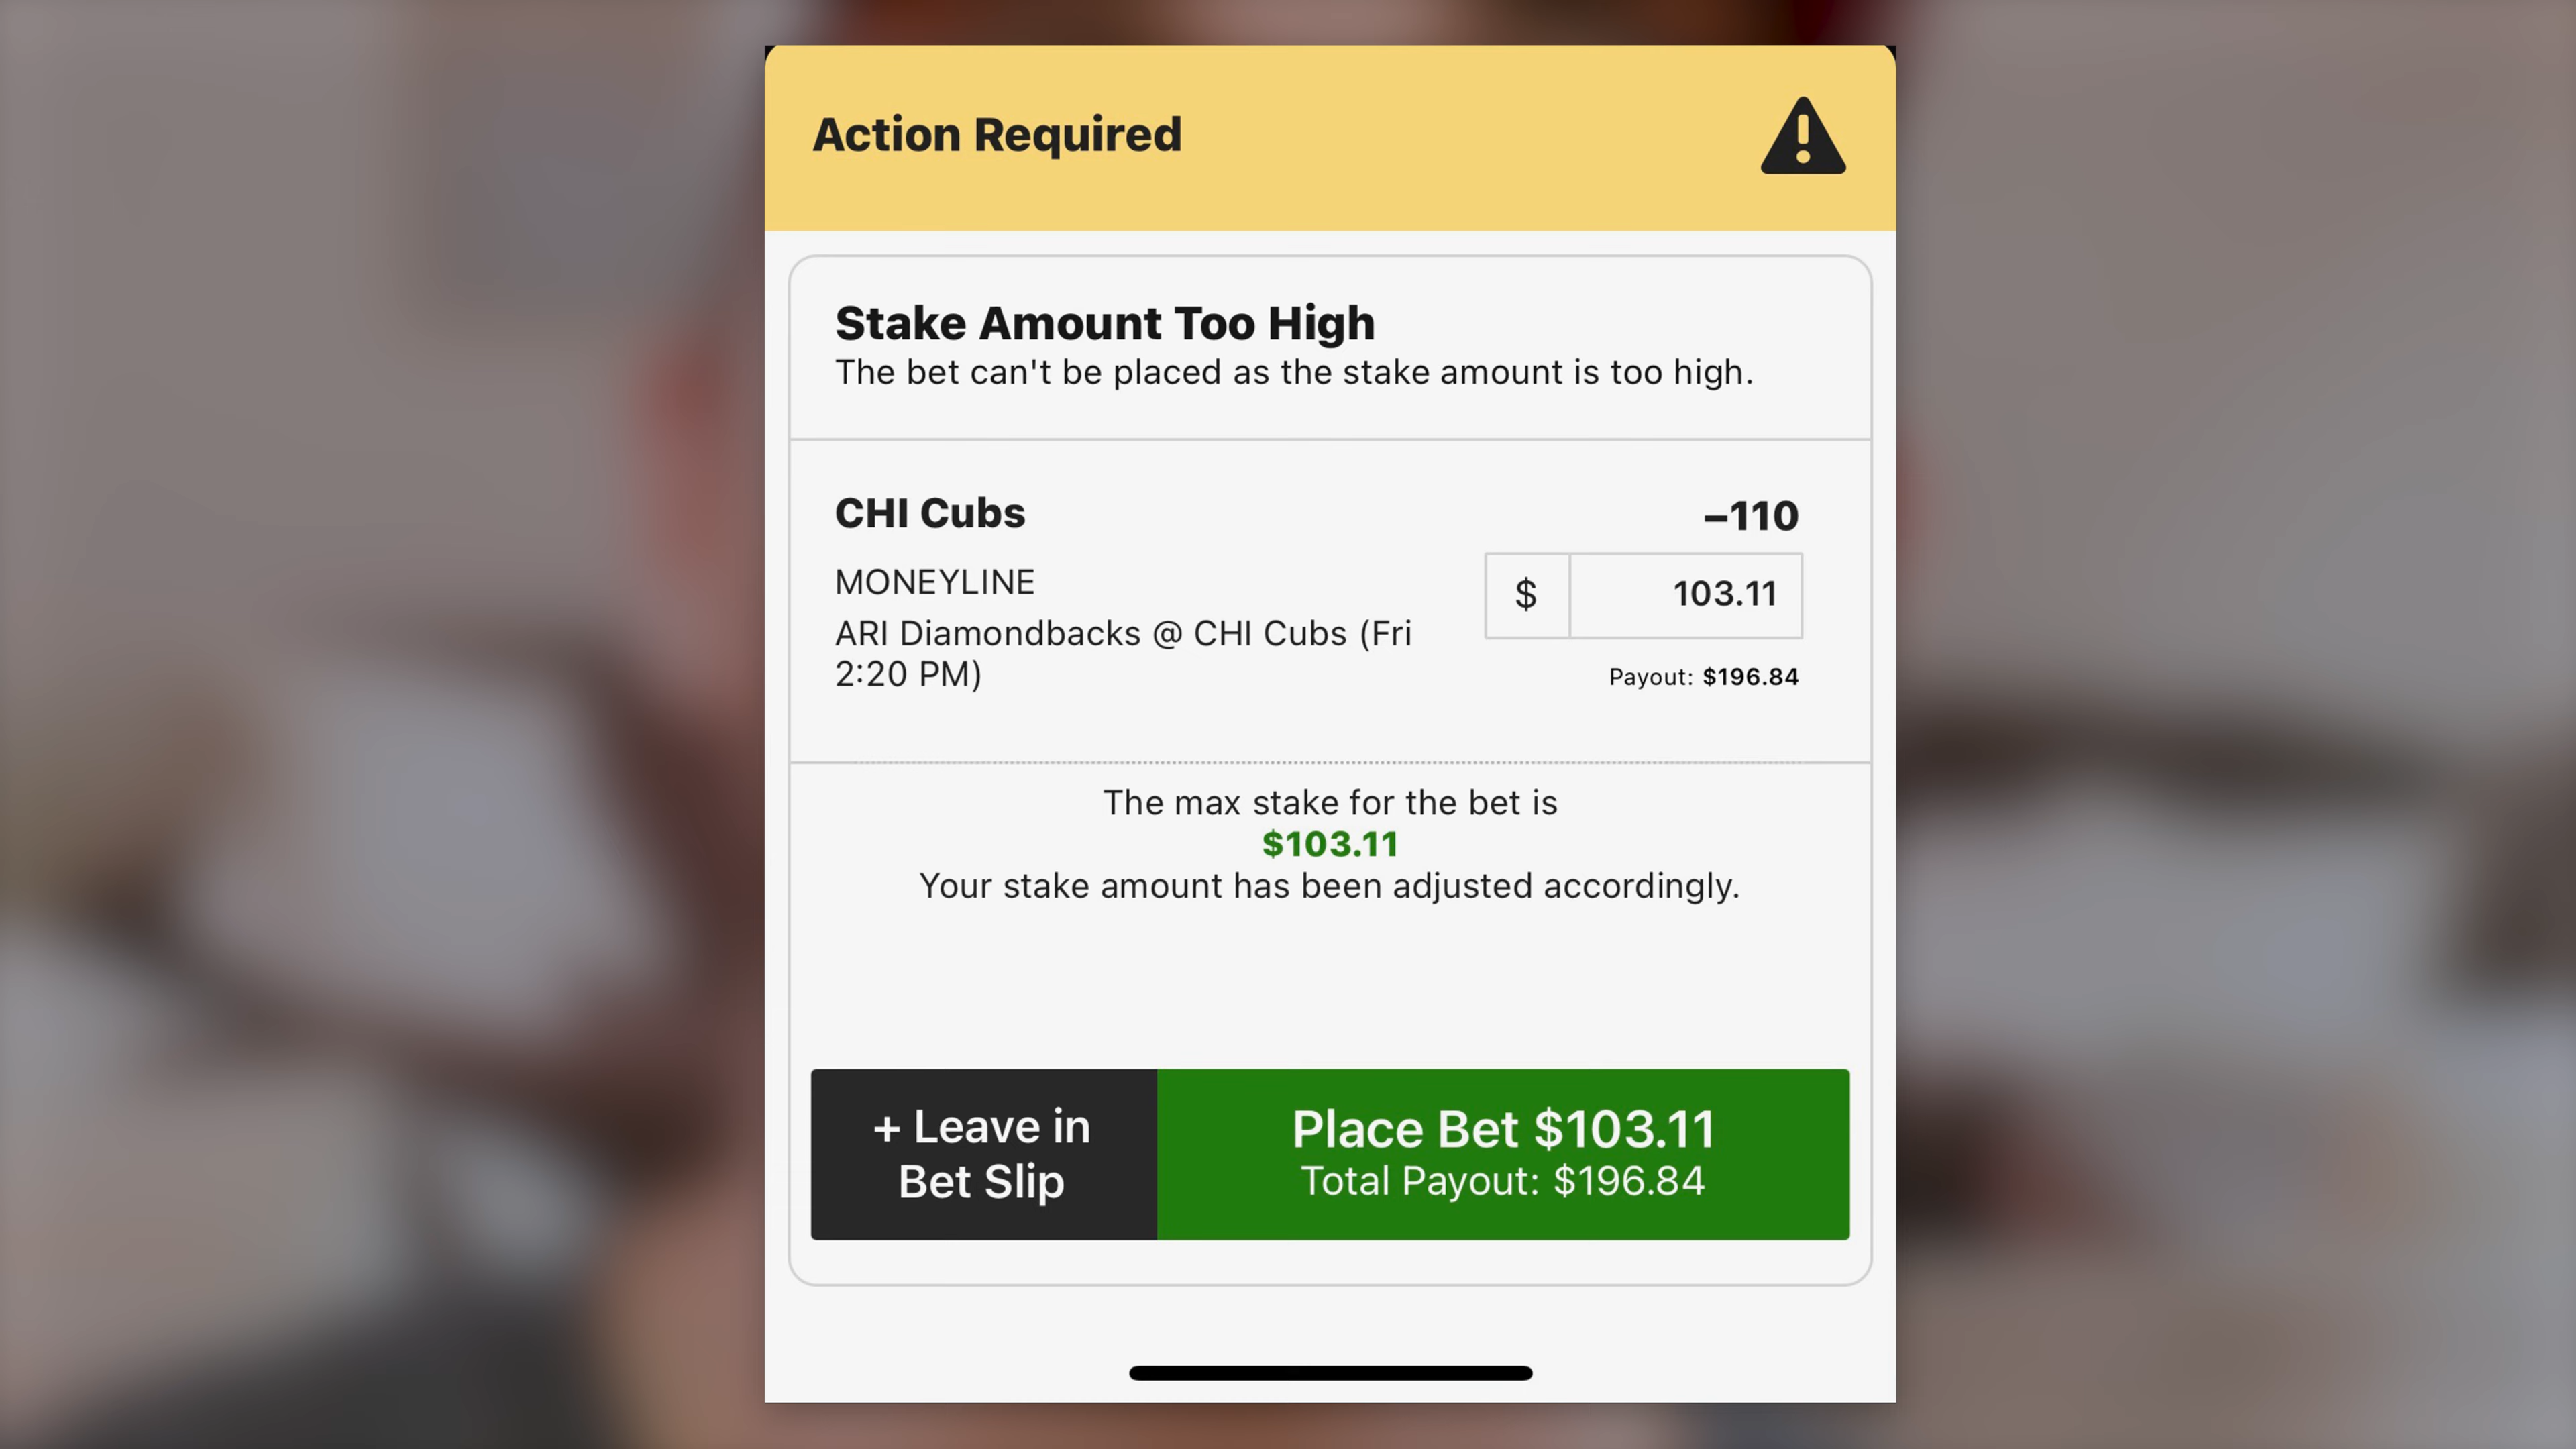 Action Required
Stake Amount Too High
The bet can't be placed as the stake amount is too high.
CHI Cubs
–110
MONEYLINE
$ 103.11
ARI Diamondbacks @ CHI Cubs (Fri
2:20 PM)
Payout: $196.84
The max stake for the bet is
$103.11
Your stake amount has been adjusted accordingly.
+ Leave in
Bet Slip
Place Bet $103.11
Total Payout: $196.84